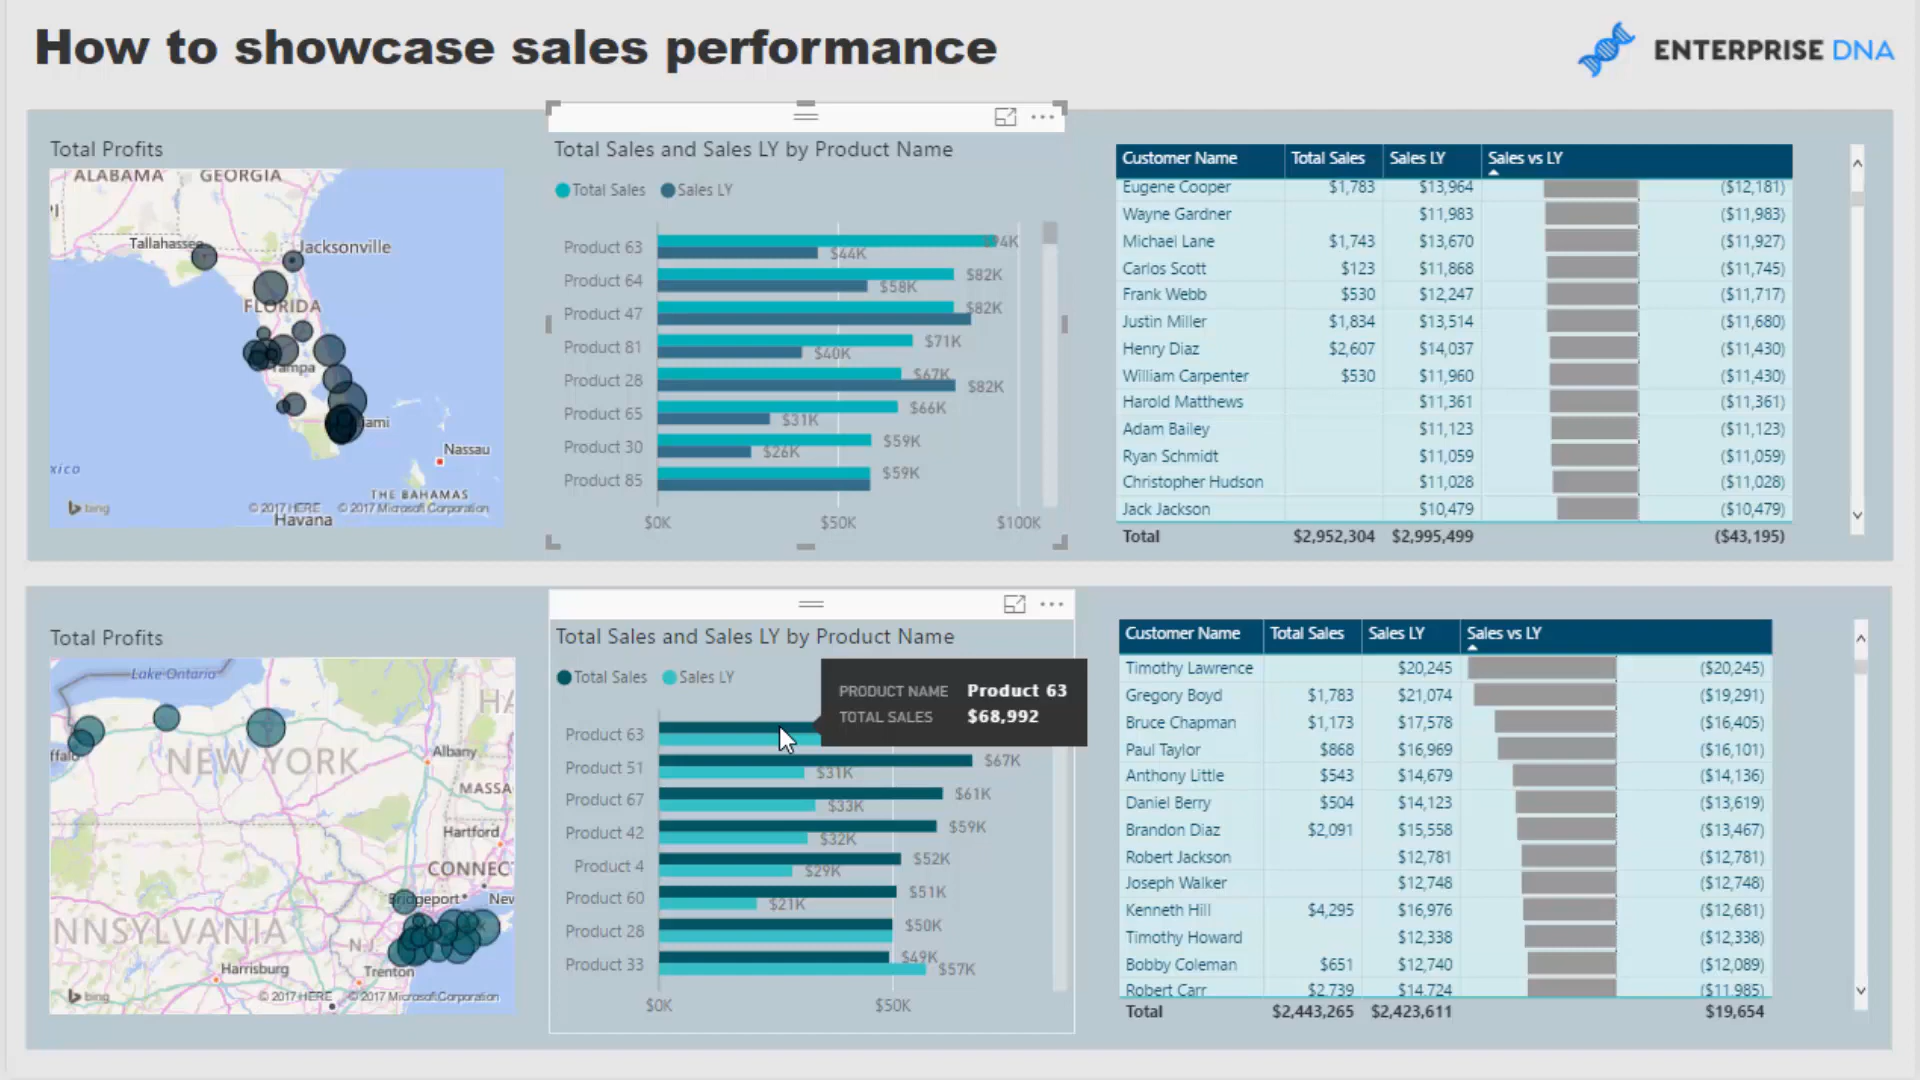 How to showcase sales performance
ENTERPRISE DNA
Total Profits
ALABAMA
GEORGIA
Tallahassee
Jacksonville
FLORIDA
Tampa
Nassau
xico
THE BAHAMAS
bing
© 2017 HERE © 2017 Microsoft Corporation
Havana
Total Sales and Sales LY by Product Name
Total Sales Sales LY
Product 63 $44K
Product 64 $82K $58K
Product 47 $82K
Product 81 $71K $40K
Product 28 $67K $82K
Product 65 $66K $31K
Product 30 $59K $26K
Product 85 $59K
$0K $50K $100K
Customer Name Total Sales Sales LY Sales vs LY
Eugene Cooper $1,783 $13,964 ($12,181)
Wayne Gardner $11,983 ($11,983)
Michael Lane $1,743 $13,670 ($11,927)
Carlos Scott $123 $11,868 ($11,745)
Frank Webb $530 $12,247 ($11,717)
Justin Miller $1,834 $13,514 ($11,680)
Henry Diaz $2,607 $14,037 ($11,430)
William Carpenter $530 $11,960 ($11,430)
Harold Matthews $11,361 ($11,361)
Adam Bailey $11,123 ($11,123)
Ryan Schmidt $11,059 ($11,059)
Christopher Hudson $11,028 ($11,028)
Jack Jackson $10,479 ($10,479)
Total $2,952,304 $2,995,499 ($43,195)
Total Profits
Lake Ontario
ffalo
NEW YORK
Albany
MASSA
Hartford
CONNECT
Bridgeport
New
NNSYLVANIA
N.J.
Trenton
Harrisburg
bing
© 2017 HERE © 2017 Microsoft Corporation
Total Sales and Sales LY by Product Name
Total Sales Sales LY
PRODUCT NAME Product 63
TOTAL SALES $68,992
Product 63
Product 51 $67K $31K
Product 67 $61K $33K
Product 42 $59K $32K
Product 4 $52K $29K
Product 60 $51K $21K
Product 28 $50K
Product 33 $49K $57K
$0K $50K
Customer Name Total Sales Sales LY Sales vs LY
Timothy Lawrence $20,245 ($20,245)
Gregory Boyd $1,783 $21,074 ($19,291)
Bruce Chapman $1,173 $17,578 ($16,405)
Paul Taylor $868 $16,969 ($16,101)
Anthony Little $543 $14,679 ($14,136)
Daniel Berry $504 $14,123 ($13,619)
Brandon Diaz $2,091 $15,558 ($13,467)
Robert Jackson $12,781 ($12,781)
Joseph Walker $12,748 ($12,748)
Kenneth Hill $4,295 $16,976 ($12,681)
Timothy Howard $12,338 ($12,338)
Bobby Coleman $651 $12,740 ($12,089)
Robert Carr $2,739 $14,724 ($11,985)
Total $2,443,265 $2,423,611 $19,654